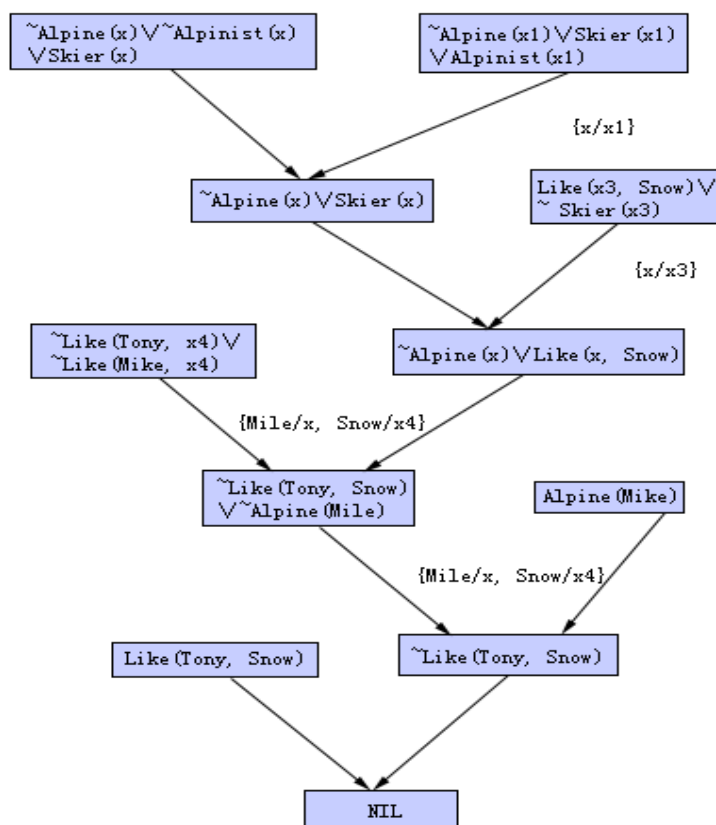 ~Alpine(x)∨~Alpinist(x)
∨Skier(x)
~Alpine(x1)∨Skier(x1)
∨Alpinist(x1)
{x/x1}
~Alpine(x)∨Skier(x)
Like(x3, Snow)∨
~ Skier(x3)
{x/x3}
~Like(Tony, x4)∨
~Like(Mike, x4)
~Alpine(x)∨Like(x, Snow)
{Mile/x, Snow/x4}
~Like(Tony, Snow)
∨~Alpine(Mile)
Alpine(Mike)
{Mile/x, Snow/x4}
Like(Tony, Snow)
~Like(Tony, Snow)
NIL